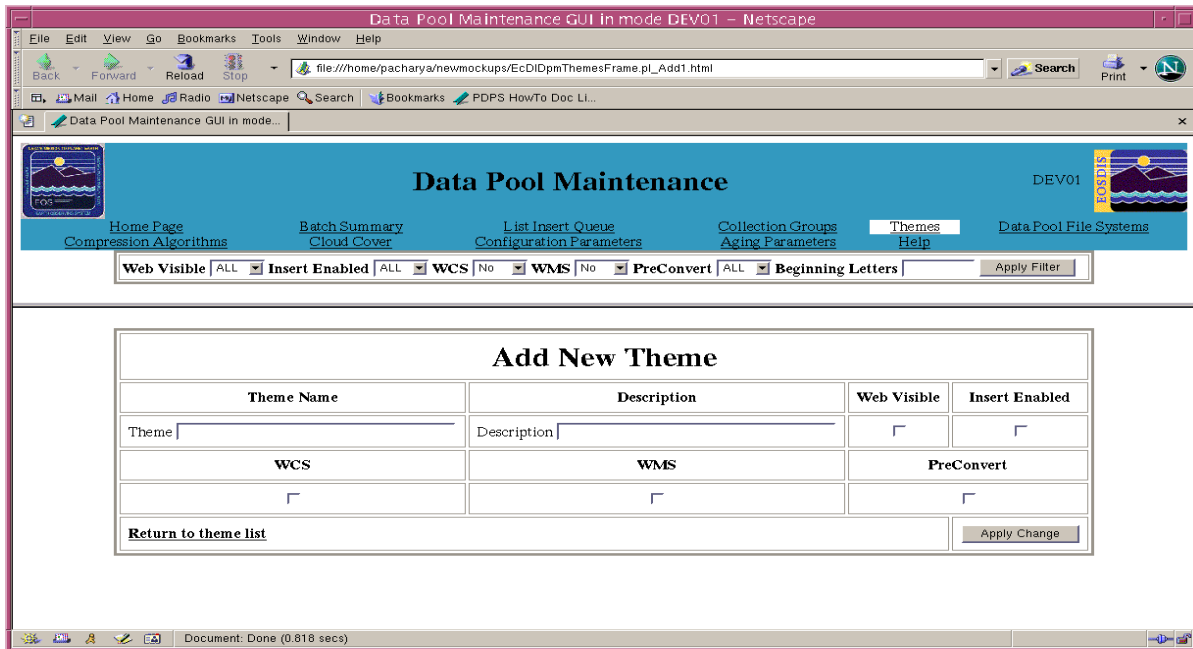 Data Pool Maintenance GUI in mode DEV01 – Netscape
File Edit View Go Bookmarks Tools Window Help
Back Forward Reload Stop file:///home/pacharya/newmockups/EcDlDpmThemesFrame.pl_Add1.html Search Print N
Mail Home Radio Netscape Search Bookmarks PDPS HowTo Doc Li...
Data Pool Maintenance GUI in mode...
EOS
Data Pool Maintenance
DEV01
EOSDIS
Home Page Batch Summary List Insert Queue Collection Groups Themes Data Pool File Systems
Compression Algorithms Cloud Cover Configuration Parameters Aging Parameters Help
Web Visible ALL Insert Enabled ALL WCS No WMS No PreConvert ALL Beginning Letters Apply Filter
Add New Theme
Theme Name Description Web Visible Insert Enabled
Theme Description
WCS WMS PreConvert
Return to theme list Apply Change
Document: Done (0.818 secs)